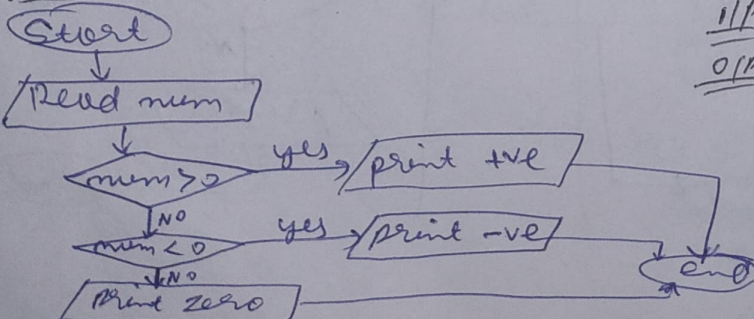 Start
Read num
num>0
yes
print +ve
NO
num<0
yes
print -ve
end
NO
print zero